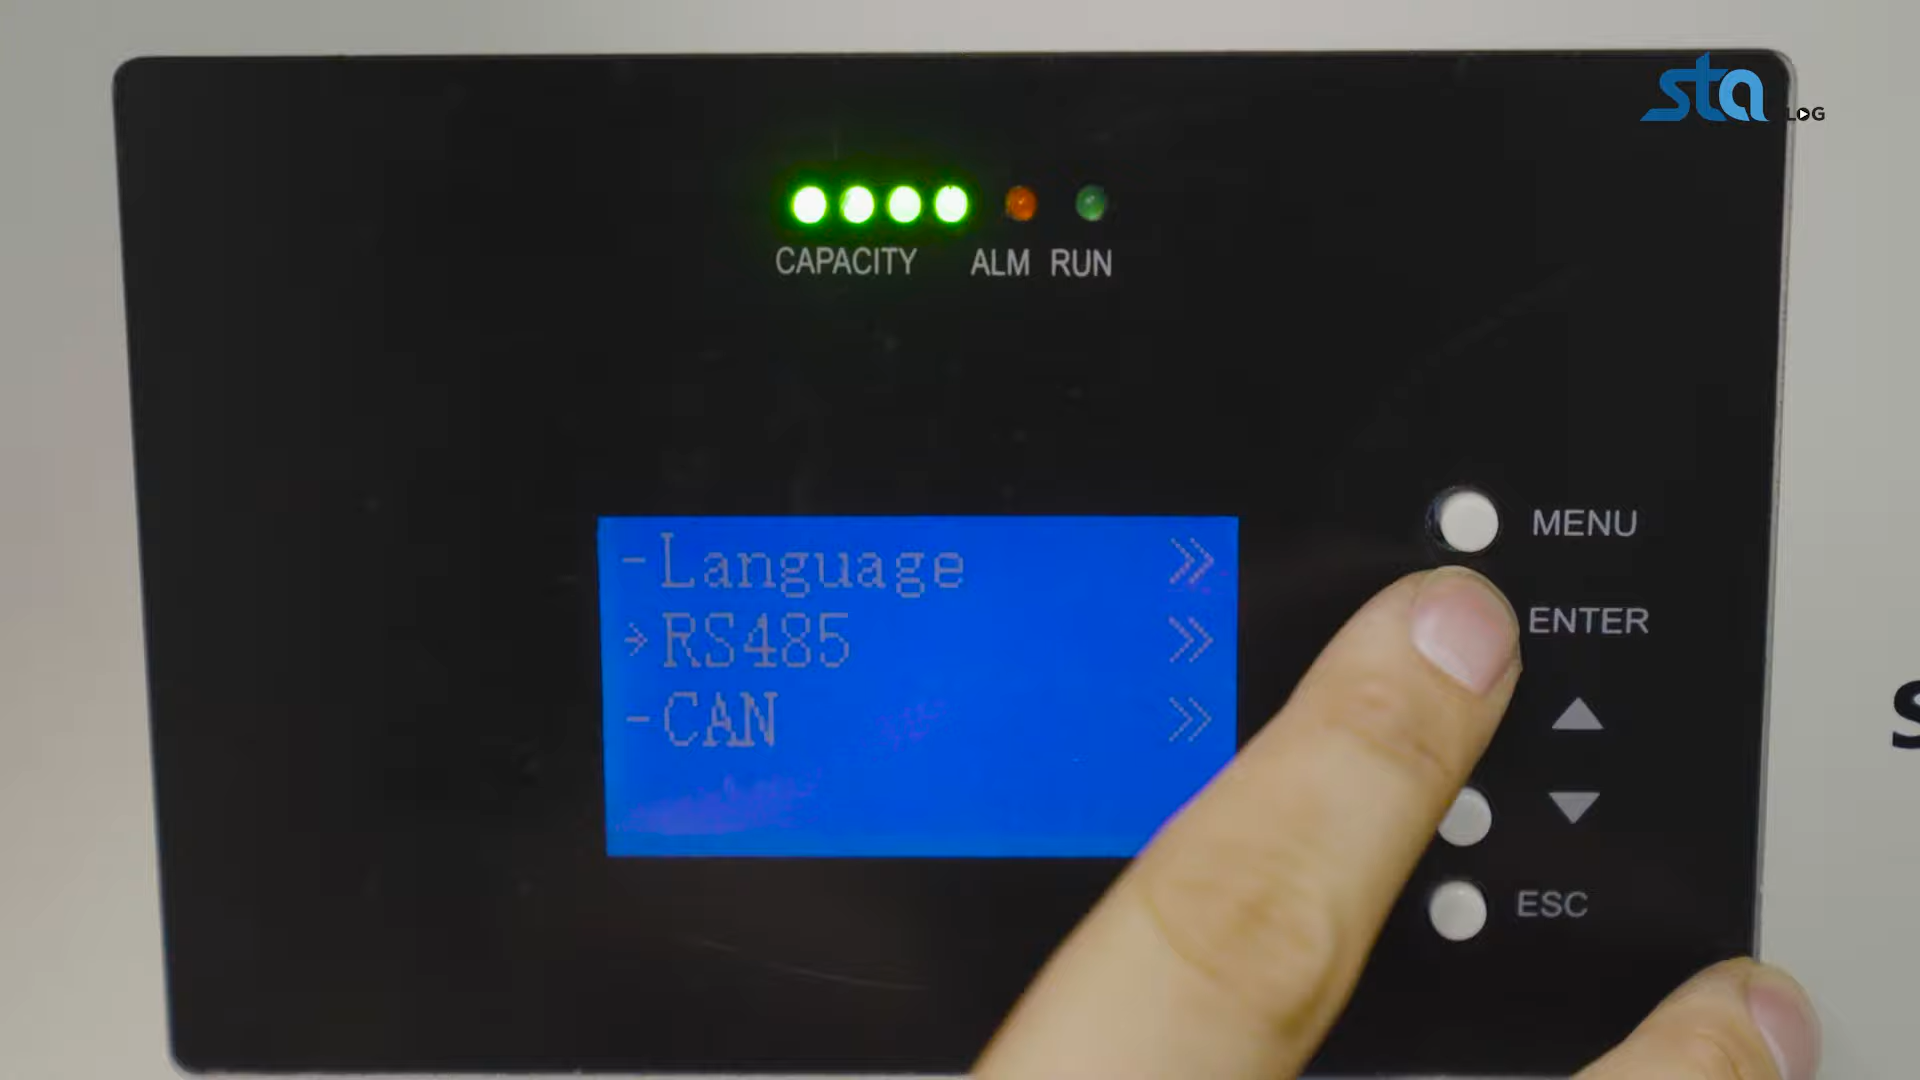 sta
LOG
CAPACITY ALM RUN
-Language »
→RS485 »
-CAN »
MENU
ENTER
▲
▼
ESC
S